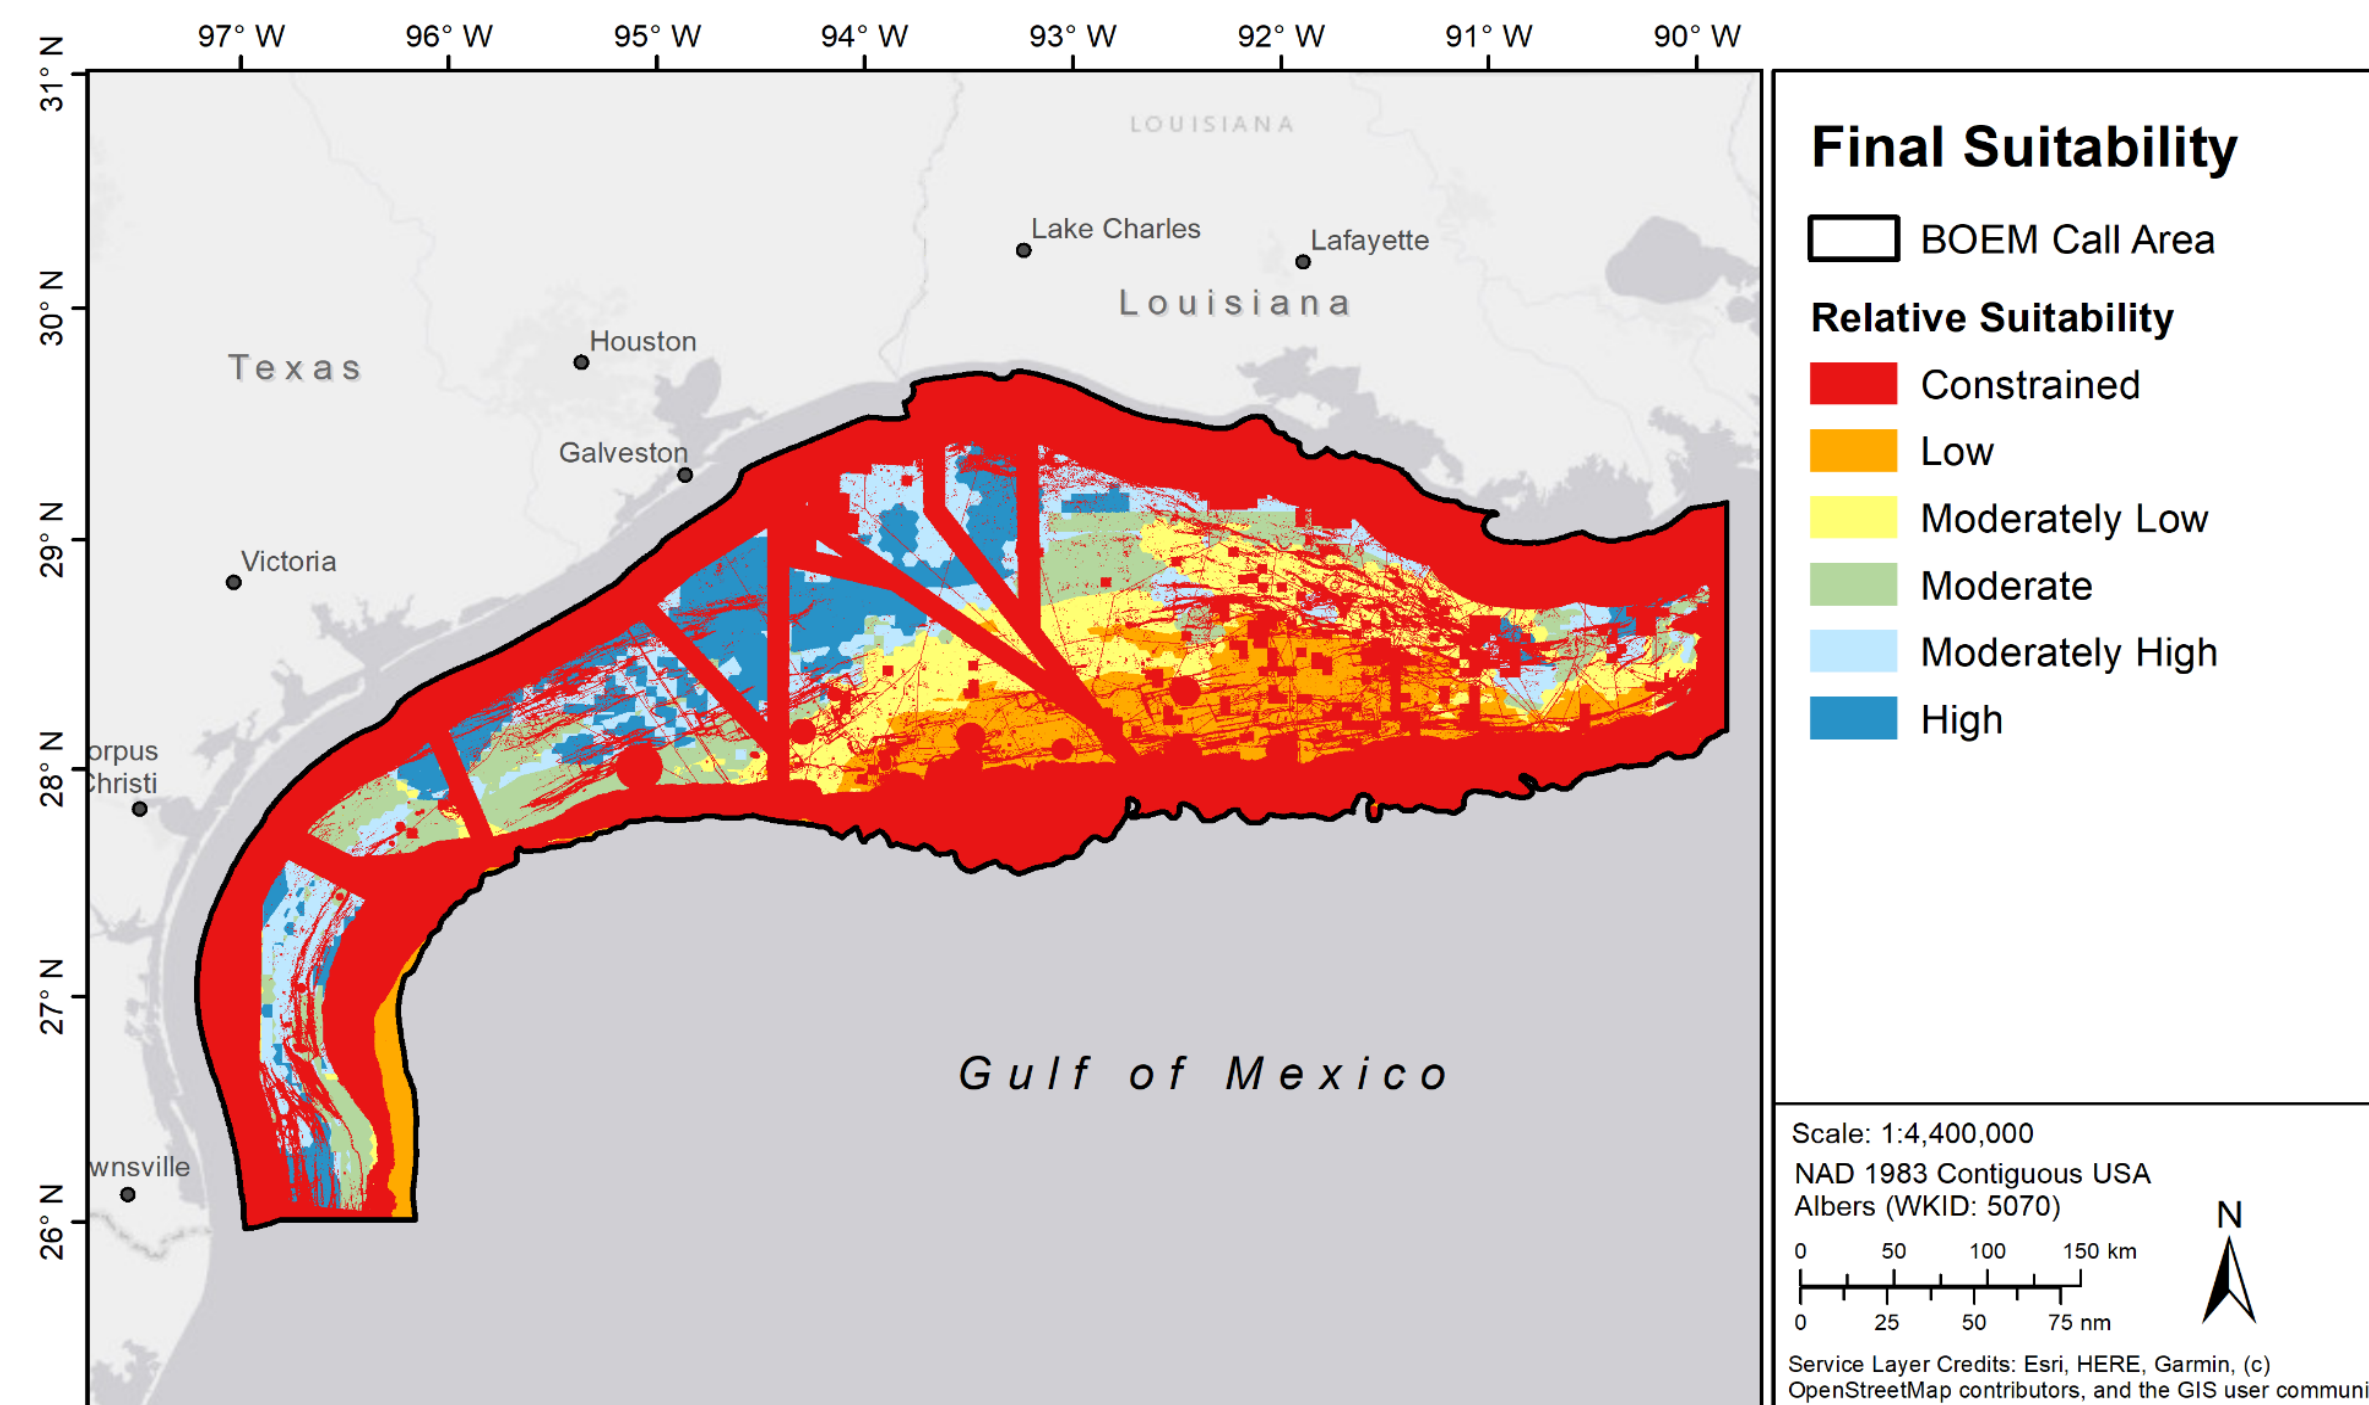 97° W 96° W 95° W 94° W 93° W 92° W 91° W 90° W
31° N
30° N
29° N
28° N
27° N
26° N
LOUISIANA
Lake Charles
Lafayette
Louisiana
Houston
Texas
Galveston
Victoria
orpus
Christi
wnsville
Gulf of Mexico
Final Suitability
BOEM Call Area
Relative Suitability
Constrained
Low
Moderately Low
Moderate
Moderately High
High
Scale: 1:4,400,000
NAD 1983 Contiguous USA
Albers (WKID: 5070)
N
0 50 100 150 km
0 25 50 75 nm
Service Layer Credits: Esri, HERE, Garmin, (c)
OpenStreetMap contributors, and the GIS user communi